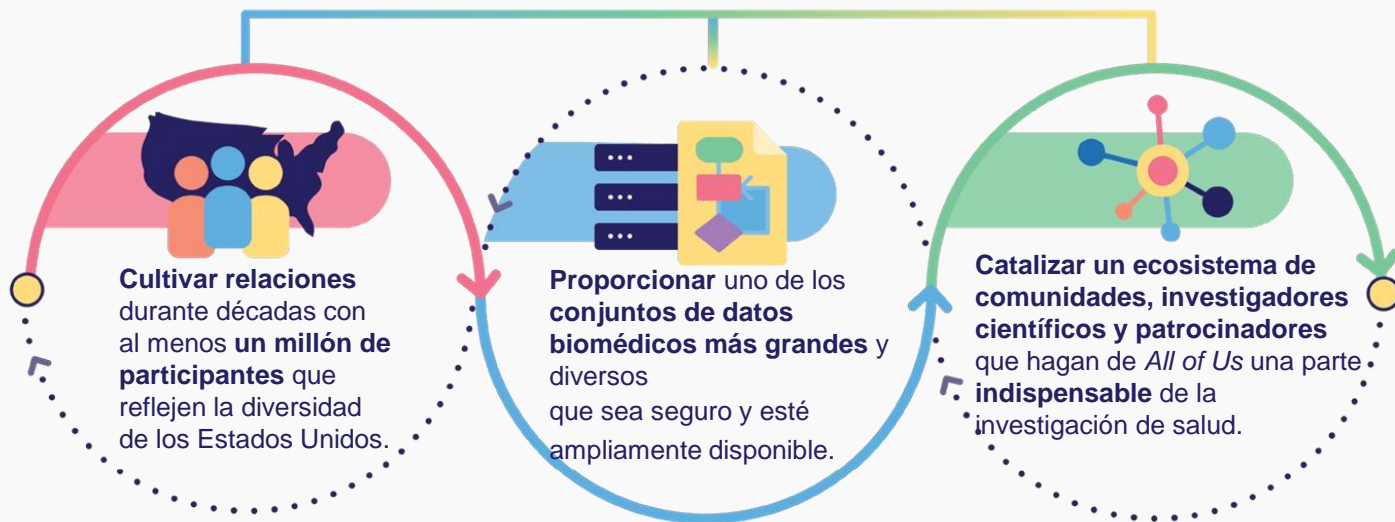 Cultivar relaciones
durante décadas con
al menos un millón de
participantes que
reflejen la diversidad
de los Estados Unidos.
Proporcionar uno de los
conjuntos de datos
biomédicos más grandes y
diversos
que sea seguro y esté
ampliamente disponible.
Catalizar un ecosistema de
comunidades, investigadores
científicos y patrocinadores
que hagan de All of Us una parte
indispensable de la
investigación de salud.